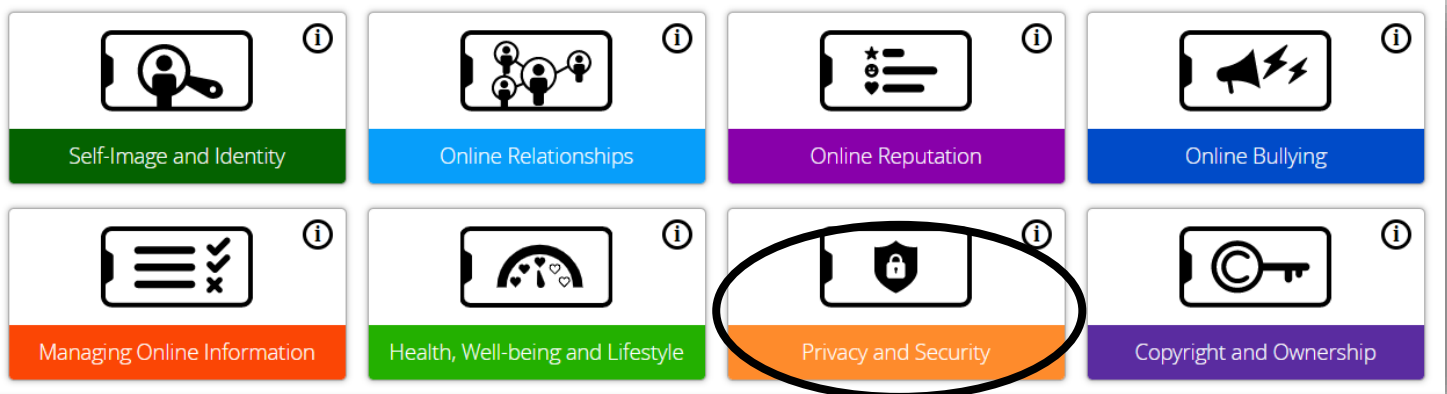 Self-Image and Identity
Online Relationships
Online Reputation
Online Bullying
Managing Online Information
Health, Well-being and Lifestyle
Privacy and Security
Copyright and Ownership